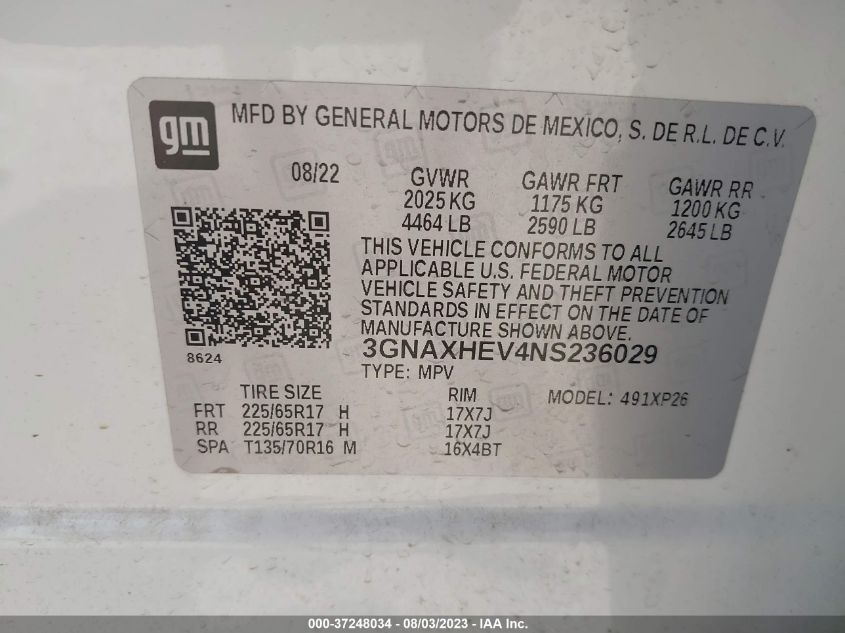 gm
MFD BY GENERAL MOTORS DE MEXICO, S. DE R.L. DE C.V.
08/22
GVWR
2025 KG
4464 LB
GAWR FRT
1175 KG
2590 LB
GAWR RR
1200 KG
2645 LB
THIS VEHICLE CONFORMS TO ALL
APPLICABLE U.S. FEDERAL MOTOR
VEHICLE SAFETY AND THEFT PREVENTION
STANDARDS IN EFFECT ON THE DATE OF
MANUFACTURE SHOWN ABOVE.
3GNAXHEV4NS236029
TYPE: MPV
8624
TIRE SIZE
RIM
MODEL: 491XP26
FRT 225/65R17 H 17X7J
RR 225/65R17 H 17X7J
SPA T135/70R16 M 16X4BT
000-37248034 - 08/03/2023 - IAA Inc.